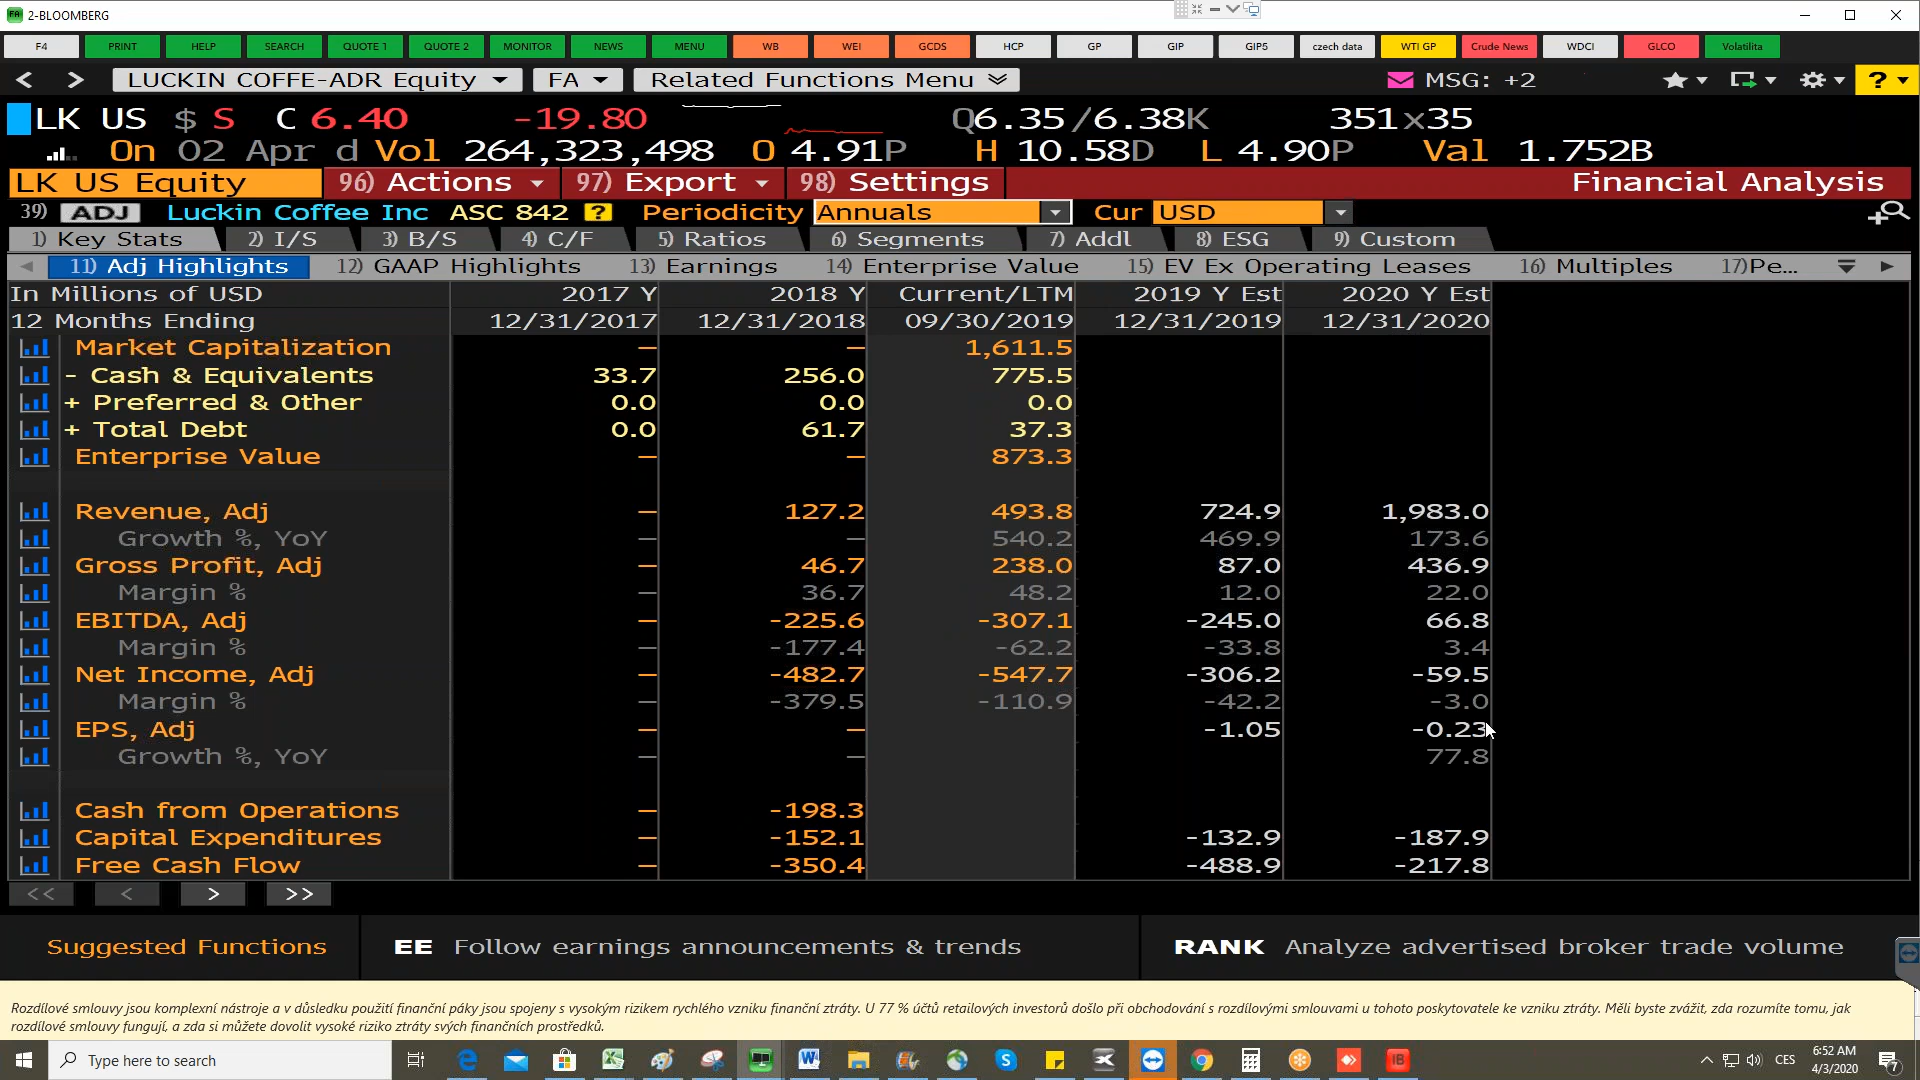 2-BLOOMBERG
F4 PRINT HELP SEARCH QUOTE 1 QUOTE 2 MONITOR NEWS MENU WB WEI GCDS HCP GP GIP GIP5 czech data WTI GP Crude News WDCI GLCO Volatilita
< > LUCKIN COFFE-ADR Equity FA Related Functions Menu MSG: +2 ?
LK US $ S C 6.40 -19.80 Q6.35/6.38K 351x35
On 02 Apr d Vol 264,323,498 O 4.91P H 10.58D L 4.90P Val 1.752B
LK US Equity 96) Actions 97) Export 98) Settings Financial Analysis
39) ADJ Luckin Coffee Inc ASC 842 ? Periodicity Annuals Cur USD
1) Key Stats 2) I/S 3) B/S 4) C/F 5) Ratios 6) Segments 7) Addl 8) ESG 9) Custom
11) Adj Highlights 12) GAAP Highlights 13) Earnings 14) Enterprise Value 15) EV Ex Operating Leases 16) Multiples 17)Pe...
In Millions of USD 2017 Y 2018 Y Current/LTM 2019 Y Est 2020 Y Est
12 Months Ending 12/31/2017 12/31/2018 09/30/2019 12/31/2019 12/31/2020
Market Capitalization — — 1,611.5
- Cash & Equivalents 33.7 256.0 775.5
+ Preferred & Other 0.0 0.0 0.0
+ Total Debt 0.0 61.7 37.3
Enterprise Value — — 873.3
Revenue, Adj — 127.2 493.8 724.9 1,983.0
Growth %, YoY — — 540.2 469.9 173.6
Gross Profit, Adj — 46.7 238.0 87.0 436.9
Margin % — 36.7 48.2 12.0 22.0
EBITDA, Adj — -225.6 -307.1 -245.0 66.8
Margin % — -177.4 -62.2 -33.8 3.4
Net Income, Adj — -482.7 -547.7 -306.2 -59.5
Margin % — -379.5 -110.9 -42.2 -3.0
EPS, Adj — — -1.05 -0.23
Growth %, YoY — — 77.8
Cash from Operations — -198.3
Capital Expenditures — -152.1 -132.9 -187.9
Free Cash Flow — -350.4 -488.9 -217.8
<< < > >>
Suggested Functions EE Follow earnings announcements & trends RANK Analyze advertised broker trade volume
Rozdílové smlouvy jsou komplexní nástroje a v důsledku použití finanční páky jsou spojeny s vysokým rizikem rychlého vzniku finanční ztráty. U 77 % účtů retailových investorů došlo při obchodování s rozdílovými smlouvami u tohoto poskytovatele ke vzniku ztráty. Měli byste zvážit, zda rozumíte tomu, jak
rozdílové smlouvy fungují, a zda si můžete dovolit vysoké riziko ztráty svých finančních prostředků.
Type here to search CES 6:52 AM
4/3/2020 7